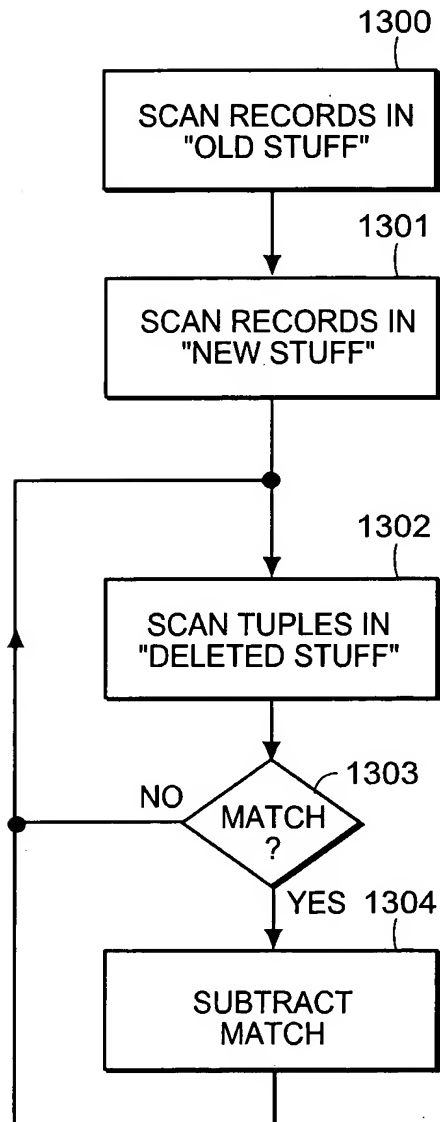 1300
SCAN RECORDS IN
"OLD STUFF"
1301
SCAN RECORDS IN
"NEW STUFF"
1302
SCAN TUPLES IN
"DELETED STUFF"
1303
NO
MATCH
?
YES
1304
SUBTRACT
MATCH